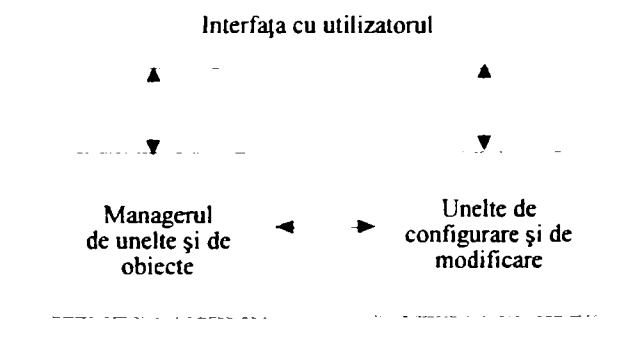 Interfaţa cu utilizatorul
Managerul
de unelte şi de
obiecte
Unelte de
configurare şi de
modificare